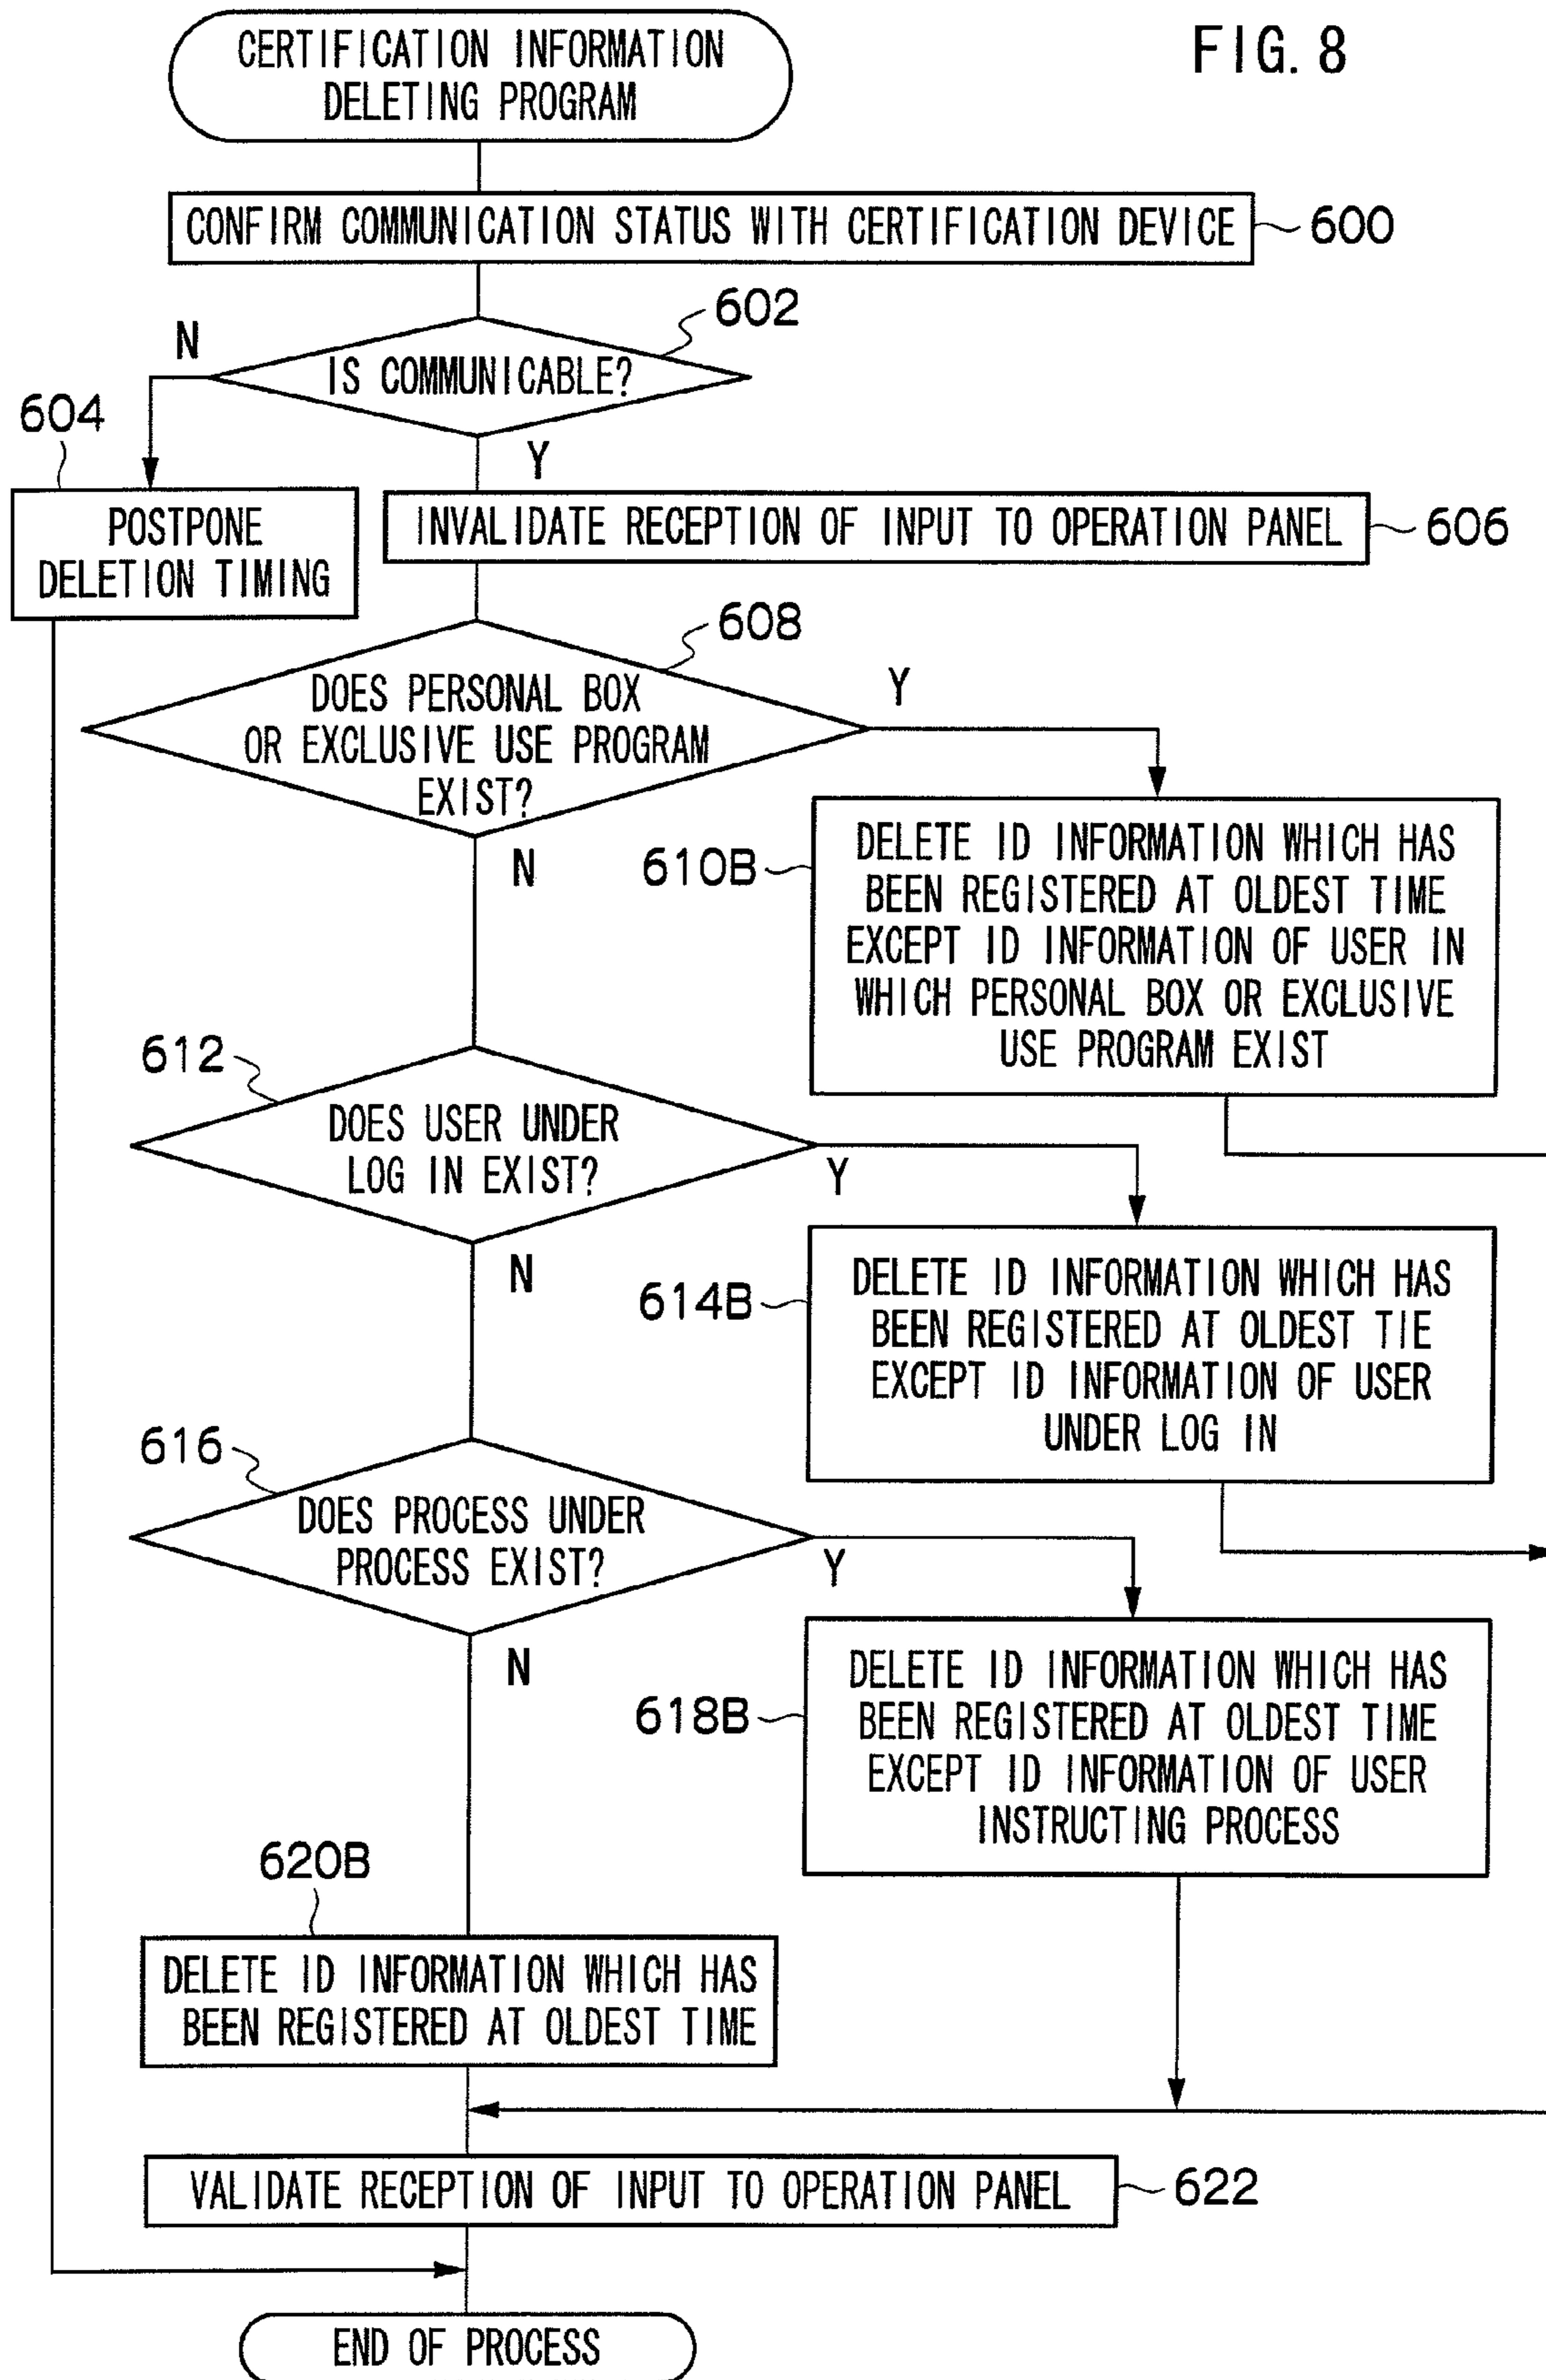 FIG. 8
CERTIFICATION INFORMATION
DELETING PROGRAM
CONFIRM COMMUNICATION STATUS WITH CERTIFICATION DEVICE
600
602
N
IS COMMUNICABLE?
Y
604
POSTPONE
DELETION TIMING
INVALIDATE RECEPTION OF INPUT TO OPERATION PANEL
606
608
DOES PERSONAL BOX
OR EXCLUSIVE USE PROGRAM
EXIST?
Y
N
610B
DELETE ID INFORMATION WHICH HAS
BEEN REGISTERED AT OLDEST TIME
EXCEPT ID INFORMATION OF USER IN
WHICH PERSONAL BOX OR EXCLUSIVE
USE PROGRAM EXIST
612
DOES USER UNDER
LOG IN EXIST?
Y
N
614B
DELETE ID INFORMATION WHICH HAS
BEEN REGISTERED AT OLDEST TIE
EXCEPT ID INFORMATION OF USER
UNDER LOG IN
616
DOES PROCESS UNDER
PROCESS EXIST?
Y
N
618B
DELETE ID INFORMATION WHICH HAS
BEEN REGISTERED AT OLDEST TIME
EXCEPT ID INFORMATION OF USER
INSTRUCTING PROCESS
620B
DELETE ID INFORMATION WHICH HAS
BEEN REGISTERED AT OLDEST TIME
VALIDATE RECEPTION OF INPUT TO OPERATION PANEL
622
END OF PROCESS